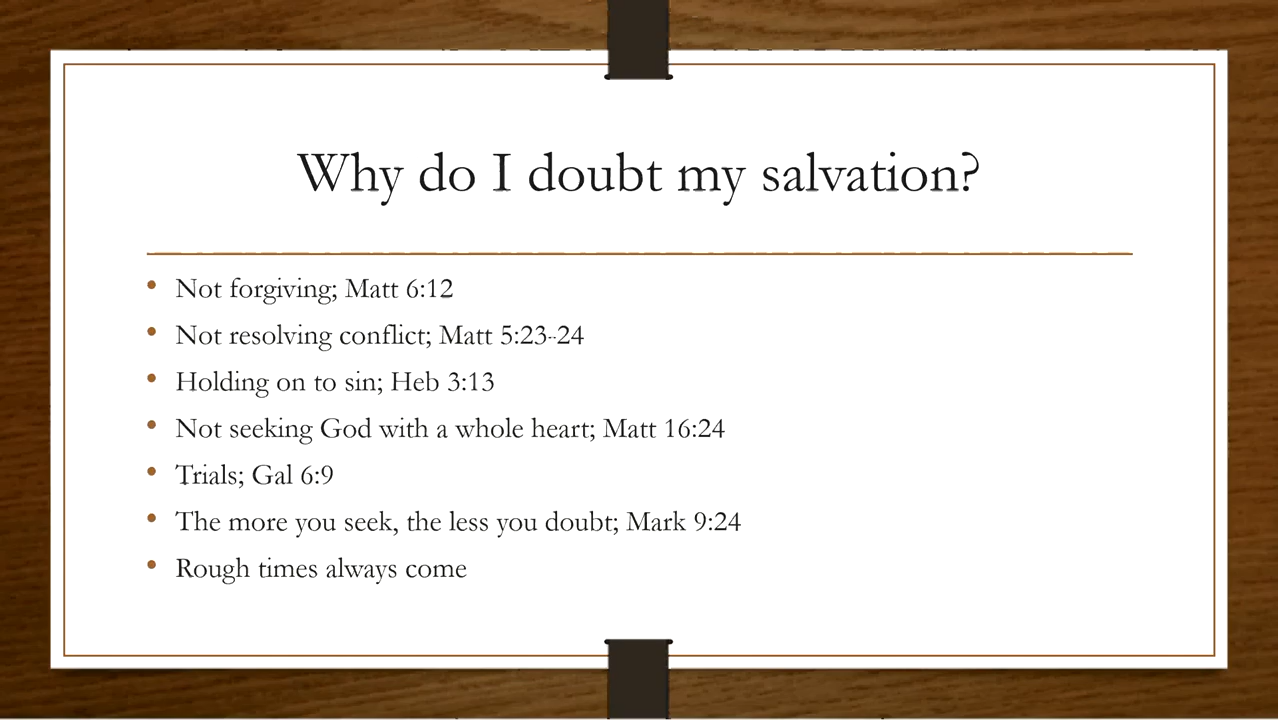 Why do I doubt my salvation?
• Not forgiving; Matt 6:12
• Not resolving conflict; Matt 5:23-24
• Holding on to sin; Heb 3:13
• Not seeking God with a whole heart; Matt 16:24
• Trials; Gal 6:9
• The more you seek, the less you doubt; Mark 9:24
• Rough times always come